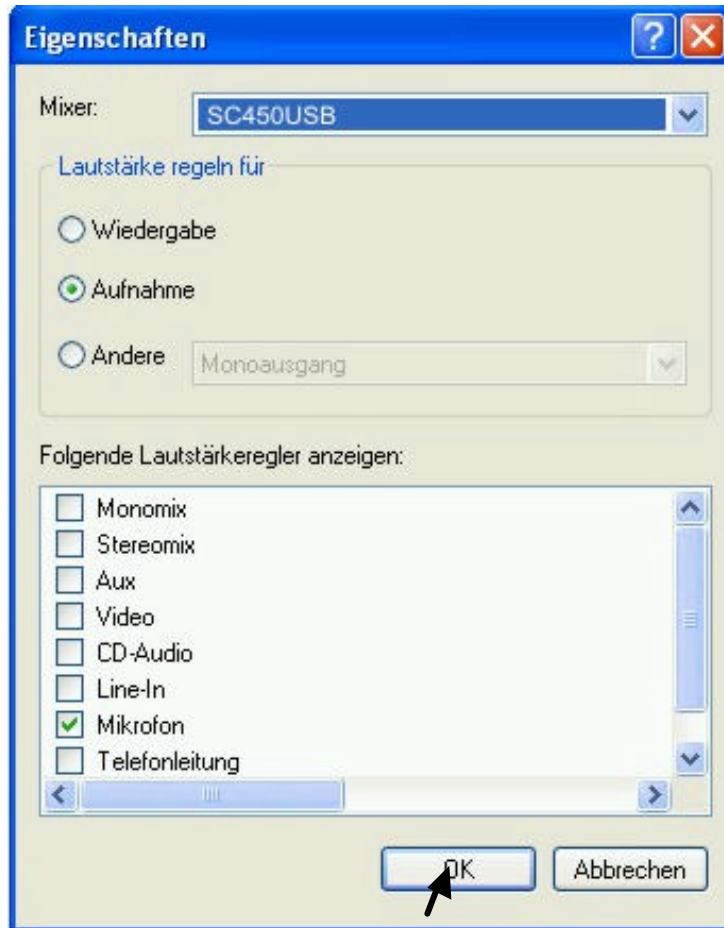 Eigenschaften
Mixer: SC450USB
Lautstärke regeln für
Wiedergabe
Aufnahme
Andere Monoausgang
Folgende Lautstärkeregler anzeigen:
Monomix
Stereomix
Aux
Video
CD-Audio
Line-In
Mikrofon
Telefonleitung
OK Abbrechen